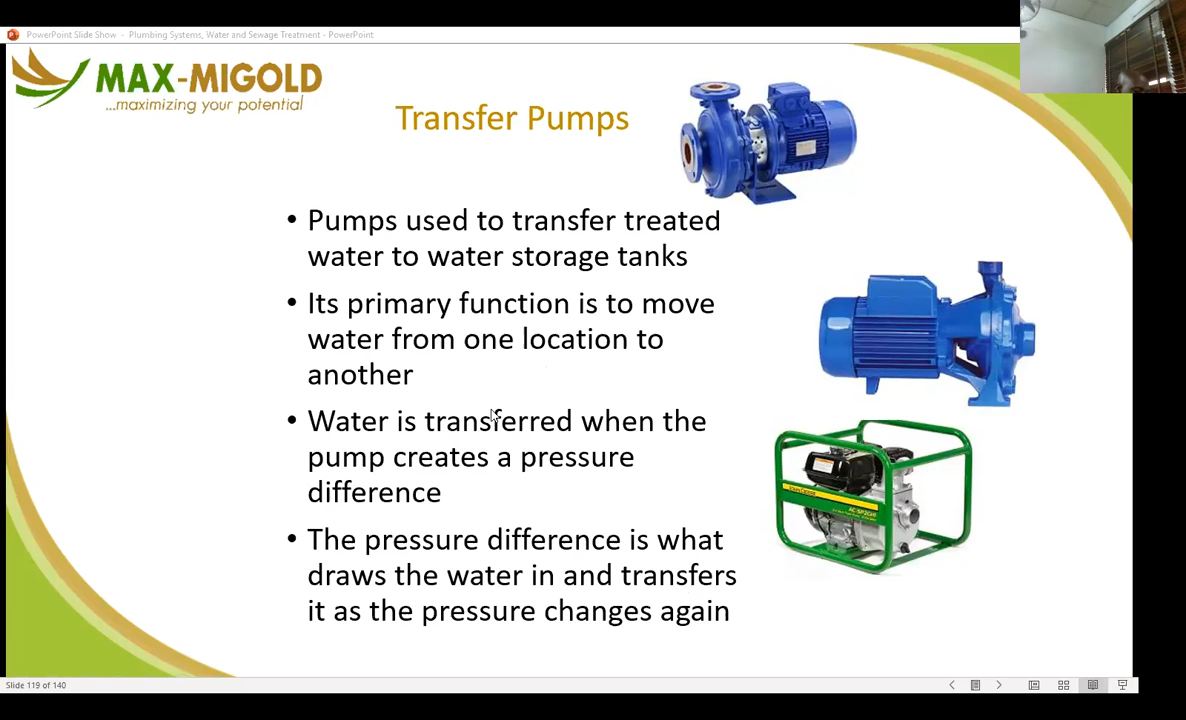 PowerPoint Slide Show - Plumbing Systems, Water and Sewage Treatment - PowerPoint
MAX-MIGOLD
...maximizing your potential
Transfer Pumps
• Pumps used to transfer treated
water to water storage tanks
• Its primary function is to move
water from one location to
another
• Water is transferred when the
pump creates a pressure
difference
• The pressure difference is what
draws the water in and transfers
it as the pressure changes again
Slide 119 of 140